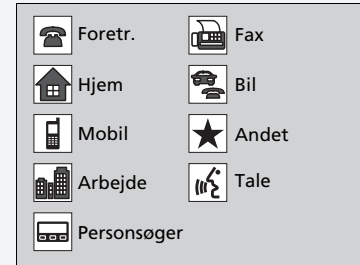 Foretr.
Fax
Hjem
Bil
Mobil
Andet
Arbejde
Tale
Personsøger